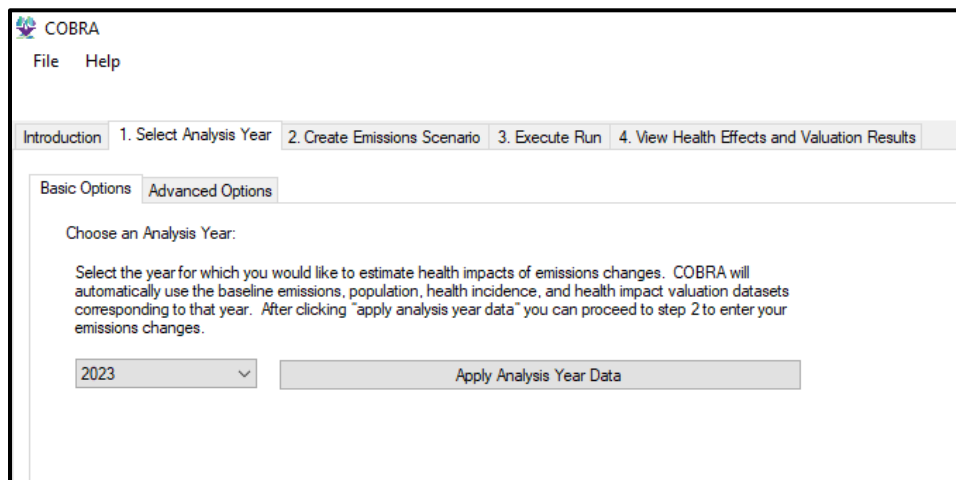 COBRA
File Help
Introduction 1. Select Analysis Year 2. Create Emissions Scenario 3. Execute Run 4. View Health Effects and Valuation Results
Basic Options Advanced Options
Choose an Analysis Year:
Select the year for which you would like to estimate health impacts of emissions changes. COBRA will
automatically use the baseline emissions, population, health incidence, and health impact valuation datasets
corresponding to that year. After clicking "apply analysis year data" you can proceed to step 2 to enter your
emissions changes.
2023 Apply Analysis Year Data